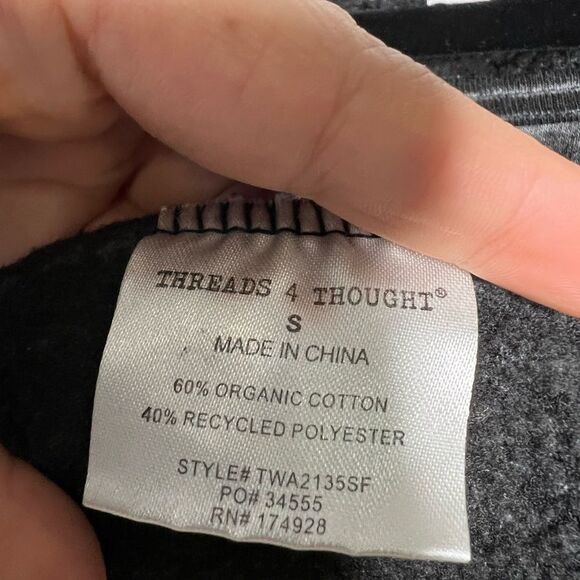 THREADS 4 THOUGHT®
S
MADE IN CHINA
60% ORGANIC COTTON
40% RECYCLED POLYESTER
STYLE# TWA2135SF
PO# 34555
RN# 174928